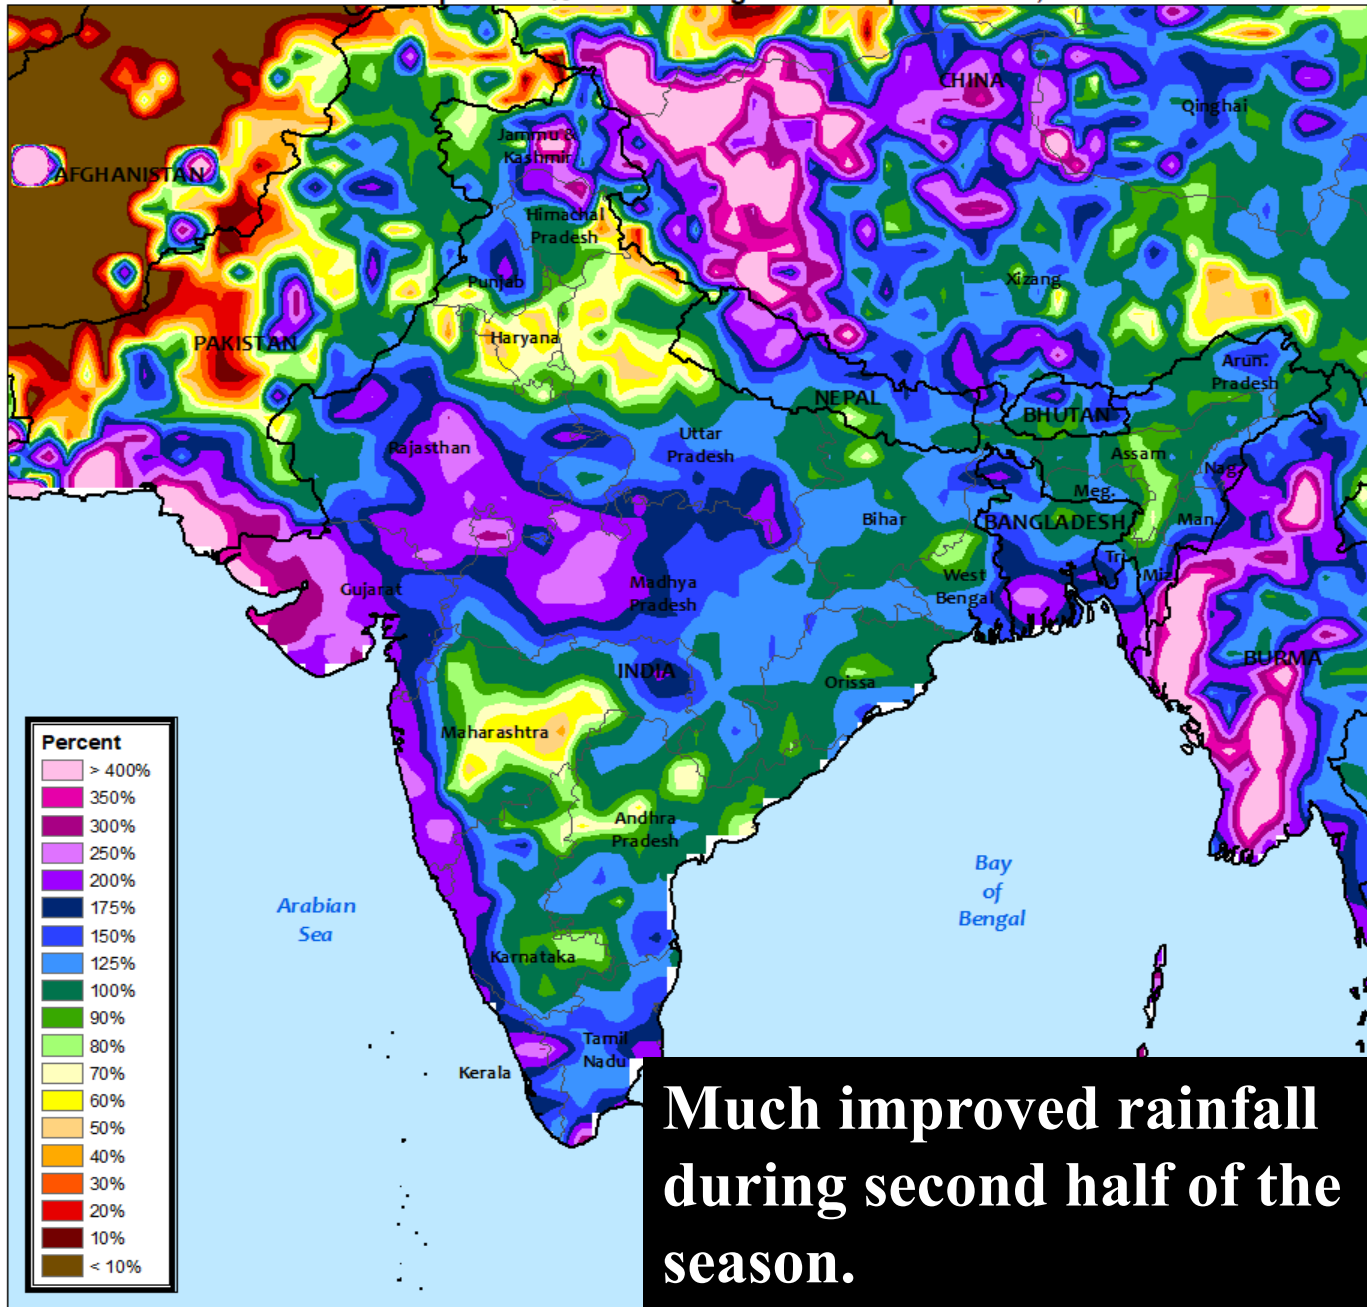 CHINA
Qinghai
Jammu &
Kashmir
AFGHANISTAN
Himachal
Pradesh
Punjab
Xizang
Haryana
PAKISTAN
Arun.
Pradesh
NEPAL
BHUTAN
Rajasthan
Uttar
Pradesh
Assam
Nag.
Meg.
Bihar
BANGLADESH
Man.
Tri.
Gujarat
Madhya
Pradesh
West
Bengal
Miz.
INDIA
BURMA
Orissa
Maharashtra
Andhra
Pradesh
Arabian
Sea
Bay
of
Bengal
Karnataka
Tamil
Nadu
Kerala
Percent
> 400%
350%
300%
250%
200%
175%
150%
125%
100%
90%
80%
70%
60%
50%
40%
30%
20%
10%
< 10%
Much improved rainfall
during second half of the
season.